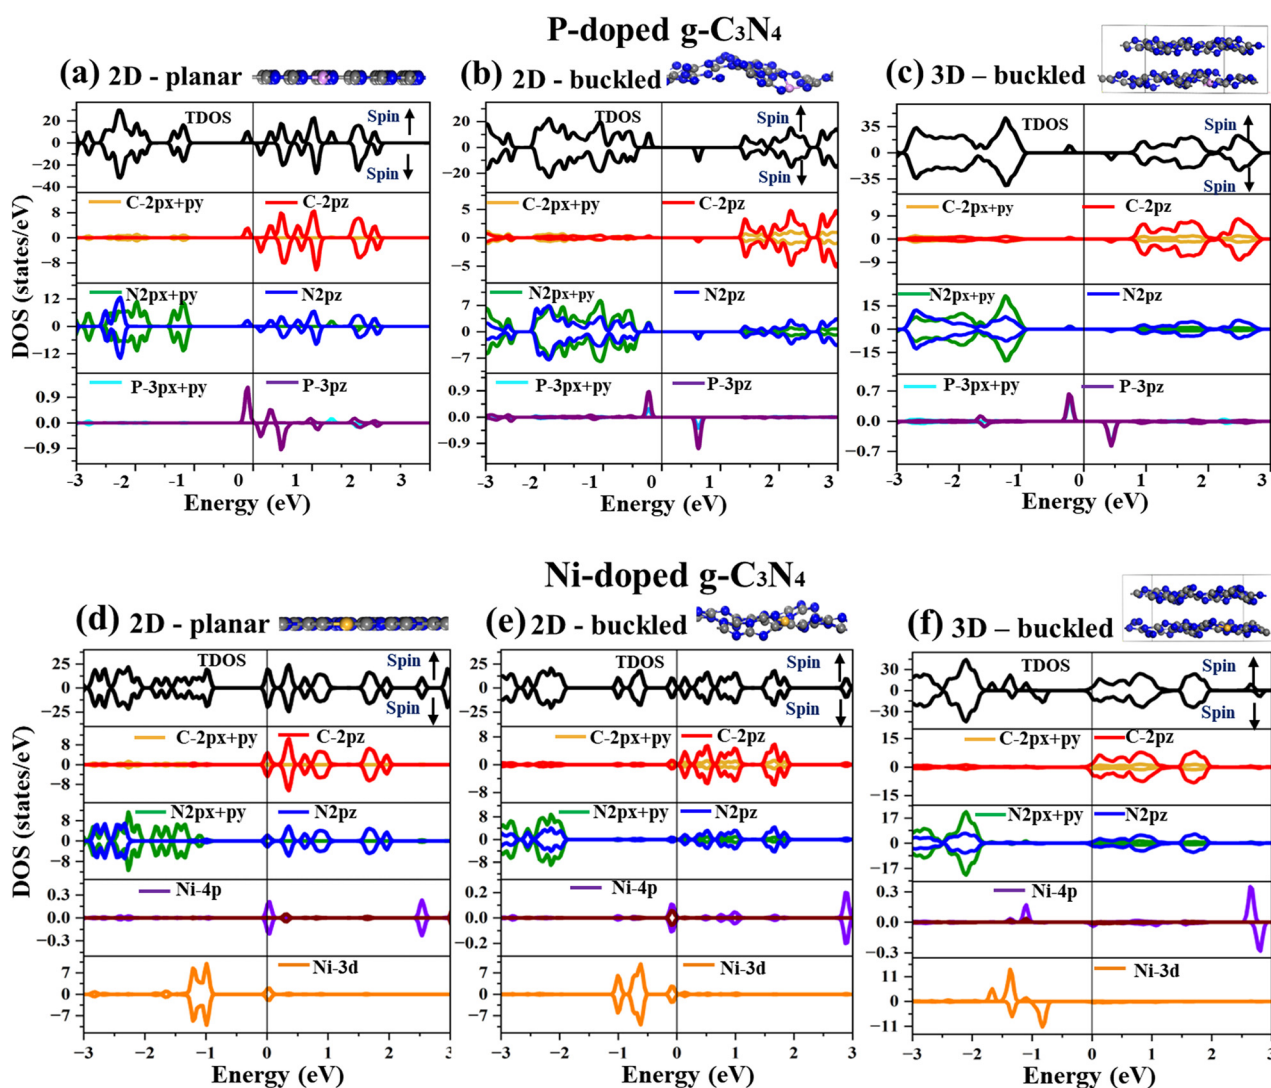 P-doped g-C₃N₄
(a) 2D - planar
TDOS
Spin
Spin
20
0
−20
−40
C-2px+py
C-2pz
8
0
−8
N2px+py
N2pz
12
0
−12
P-3px+py
P-3pz
0.9
0.0
−0.9
-3 -2 -1 0 1 2 3
Energy (eV)
DOS (states/eV)
(b) 2D - buckled
TDOS
Spin
Spin
20
0
−20
C-2px+py
C-2pz
5
0
−5
N2px+py
N2pz
7
0
−7
P-3px+py
P-3pz
0.9
0.0
−0.9
-3 -2 -1 0 1 2 3
Energy (eV)
(c) 3D – buckled
TDOS
Spin
Spin
35
0
−35
C-2px+py
C-2pz
9
0
−9
N2px+py
N2pz
15
0
−15
P-3px+py
P-3pz
0.7
0.0
−0.7
-3 -2 -1 0 1 2 3
Energy (eV)
Ni-doped g-C₃N₄
(d) 2D - planar
TDOS
Spin
Spin
25
0
−25
C-2px+py
C-2pz
8
0
−8
N2px+py
N2pz
8
0
−8
Ni-4p
0.3
0.0
−0.3
Ni-3d
7
0
−7
−3 −2 −1 0 1 2 3
Energy (eV)
DOS (states/eV)
(e) 2D - buckled
TDOS
Spin
Spin
25
0
−25
C-2px+py
C-2pz
8
0
−8
N2px+py
N2pz
8
0
−8
Ni-4p
0.2
0.0
−0.2
Ni-3d
7
0
−7
−3 −2 −1 0 1 2 3
Energy (eV)
(f) 3D – buckled
TDOS
Spin
Spin
30
0
−30
C-2px+py
C-2pz
15
0
−15
N2px+py
N2pz
17
0
−17
Ni-4p
0.3
0.0
−0.3
Ni-3d
11
0
−11
−3 −2 −1 0 1 2 3
Energy (eV)